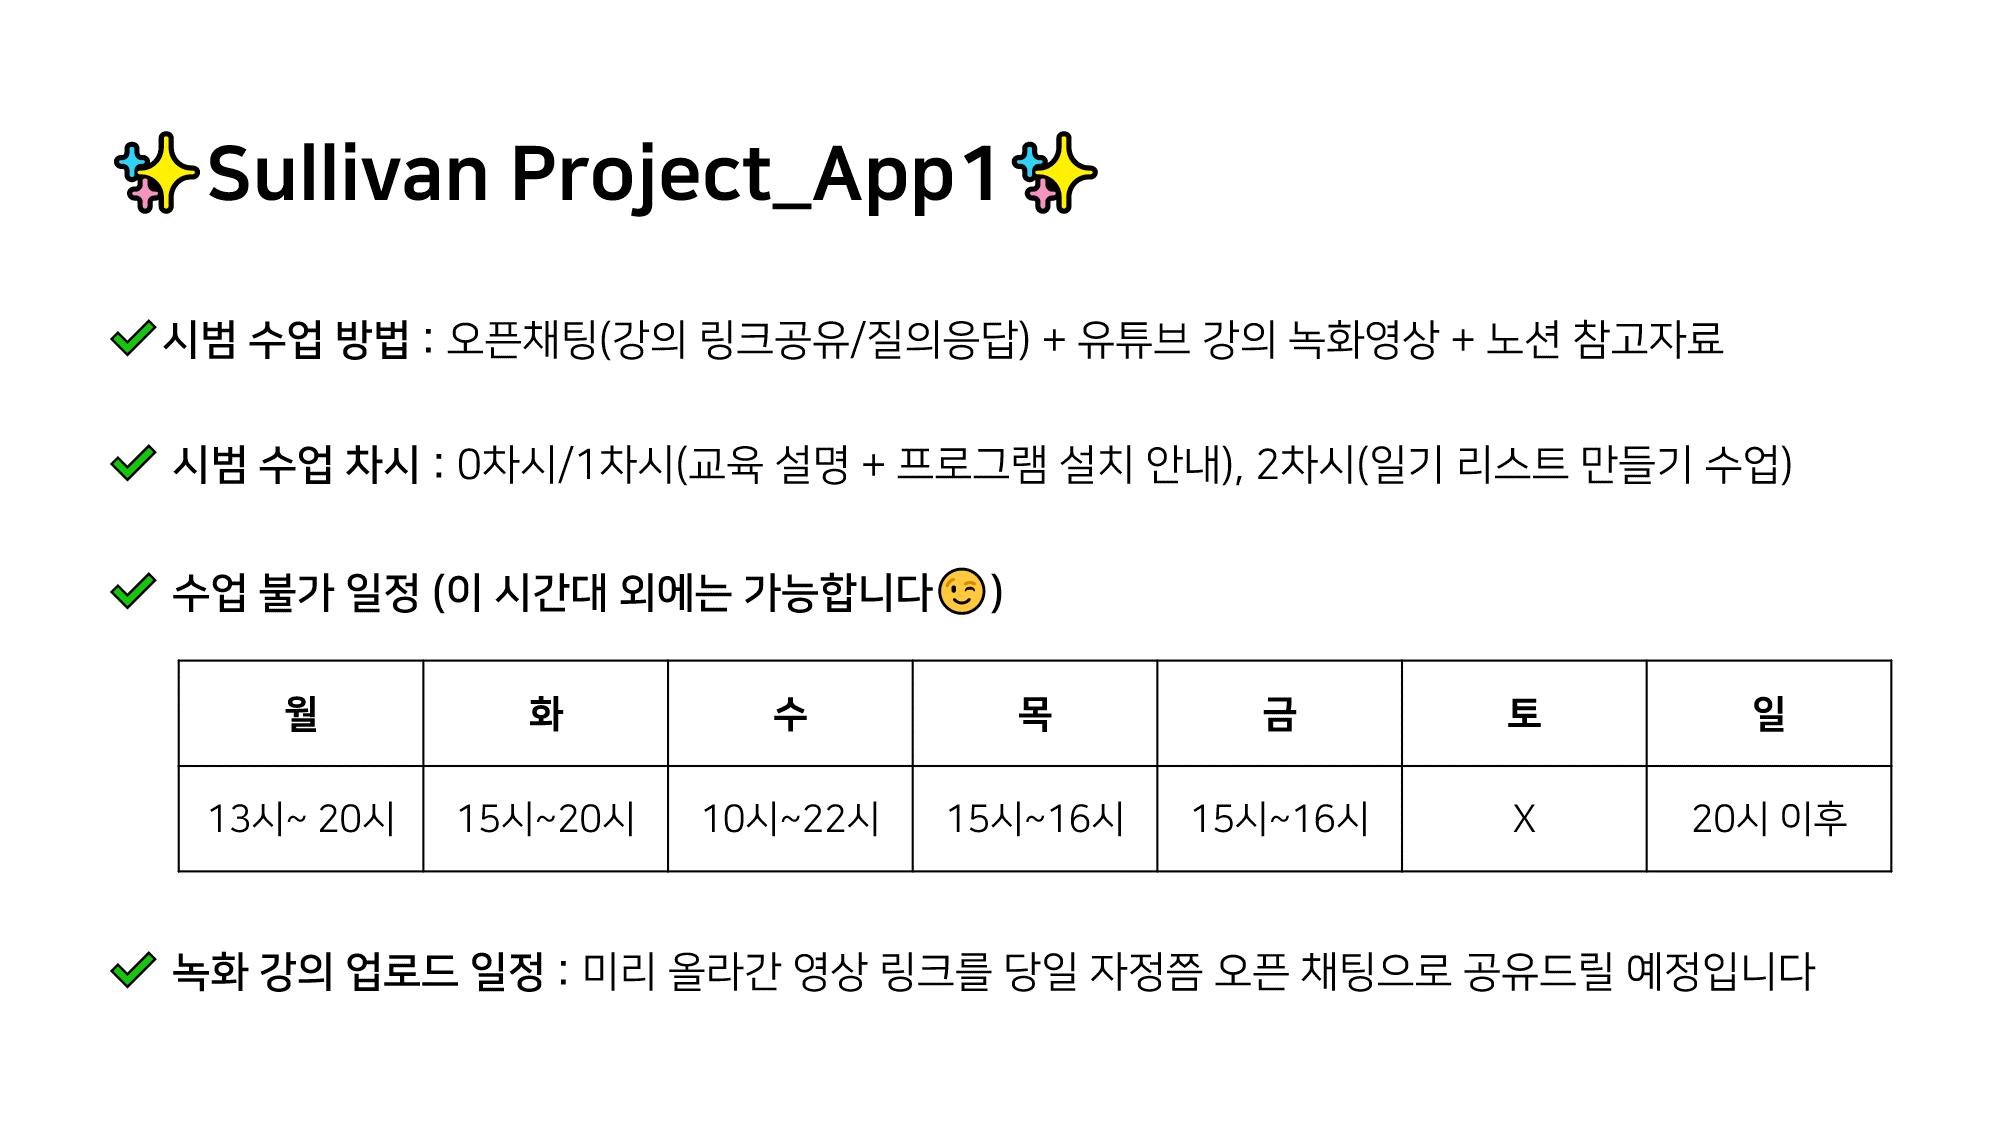 ✨Sullivan Project_App1✨
✔ 시범 수업 방법 : 오픈채팅(강의 링크공유/질의응답) + 유튜브 강의 녹화영상 + 노션 참고자료
✔ 시범 수업 차시 : 0차시/1차시(교육 설명 + 프로그램 설치 안내), 2차시(일기 리스트 만들기 수업)
✔ 수업 불가 일정 (이 시간대 외에는 가능합니다😉)
월 화 수 목 금 토 일
13시~ 20시 15시~20시 10시~22시 15시~16시 15시~16시 X 20시 이후
✔ 녹화 강의 업로드 일정 : 미리 올라간 영상 링크를 당일 자정쯤 오픈 채팅으로 공유드릴 예정입니다